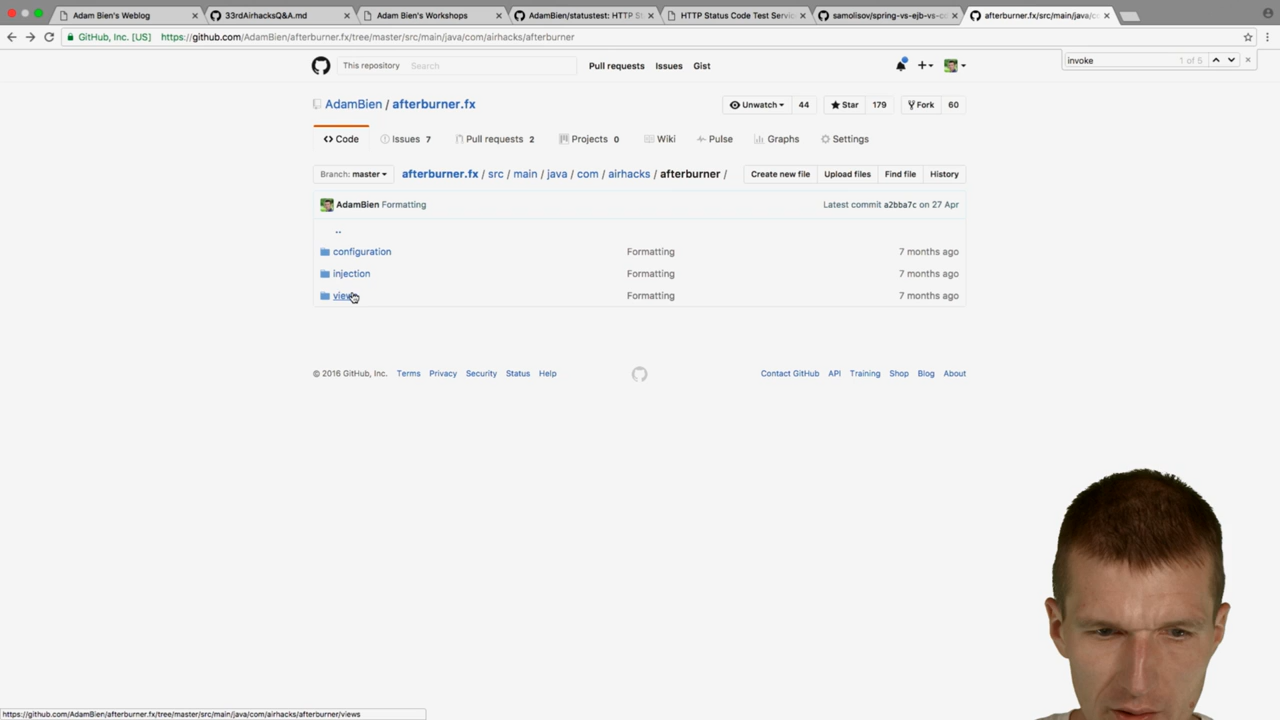 Adam Bien's Weblog
33rdAirhacksQ&A.md
Adam Bien's Workshops
AdamBien/statustest: HTTP St
HTTP Status Code Test Servic
samolisov/spring-vs-ejb-vs-cd
afterburner.fx/src/main/java/co
GitHub, Inc. [US] https://github.com/AdamBien/afterburner.fx/tree/master/src/main/java/com/airhacks/afterburner
invoke 1 of 5
This repository Search Pull requests Issues Gist
AdamBien / afterburner.fx Unwatch 44 Star 179 Fork 60
Code Issues 7 Pull requests 2 Projects 0 Wiki Pulse Graphs Settings
Branch: master afterburner.fx / src / main / java / com / airhacks / afterburner / Create new file Upload files Find file History
AdamBien Formatting Latest commit a2bba7c on 27 Apr
..
configuration Formatting 7 months ago
injection Formatting 7 months ago
Formatting 7 months ago
© 2016 GitHub, Inc. Terms Privacy Security Status Help Contact GitHub API Training Shop Blog About
https://github.com/AdamBien/afterburner.fx/tree/master/src/main/java/com/airhacks/afterburner/views